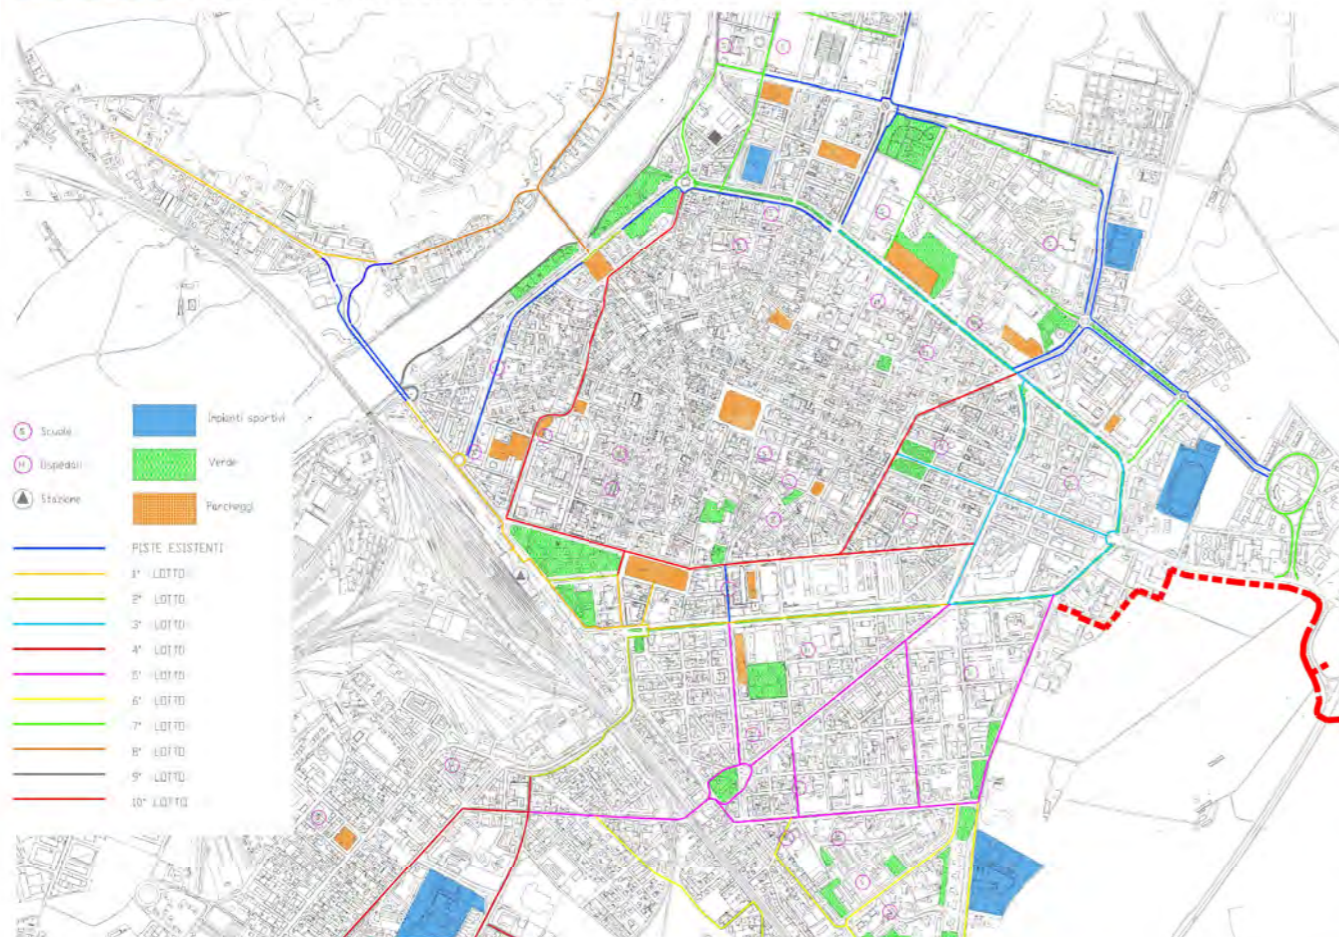 S Scuole
H Ospedali
Stazione
Impianti sportivi
Verde
Parcheggi
PISTE ESISTENTI
1° LOTTO
2° LOTTO
3° LOTTO
4° LOTTO
5° LOTTO
6° LOTTO
7° LOTTO
8° LOTTO
9° LOTTO
10° LOTTO